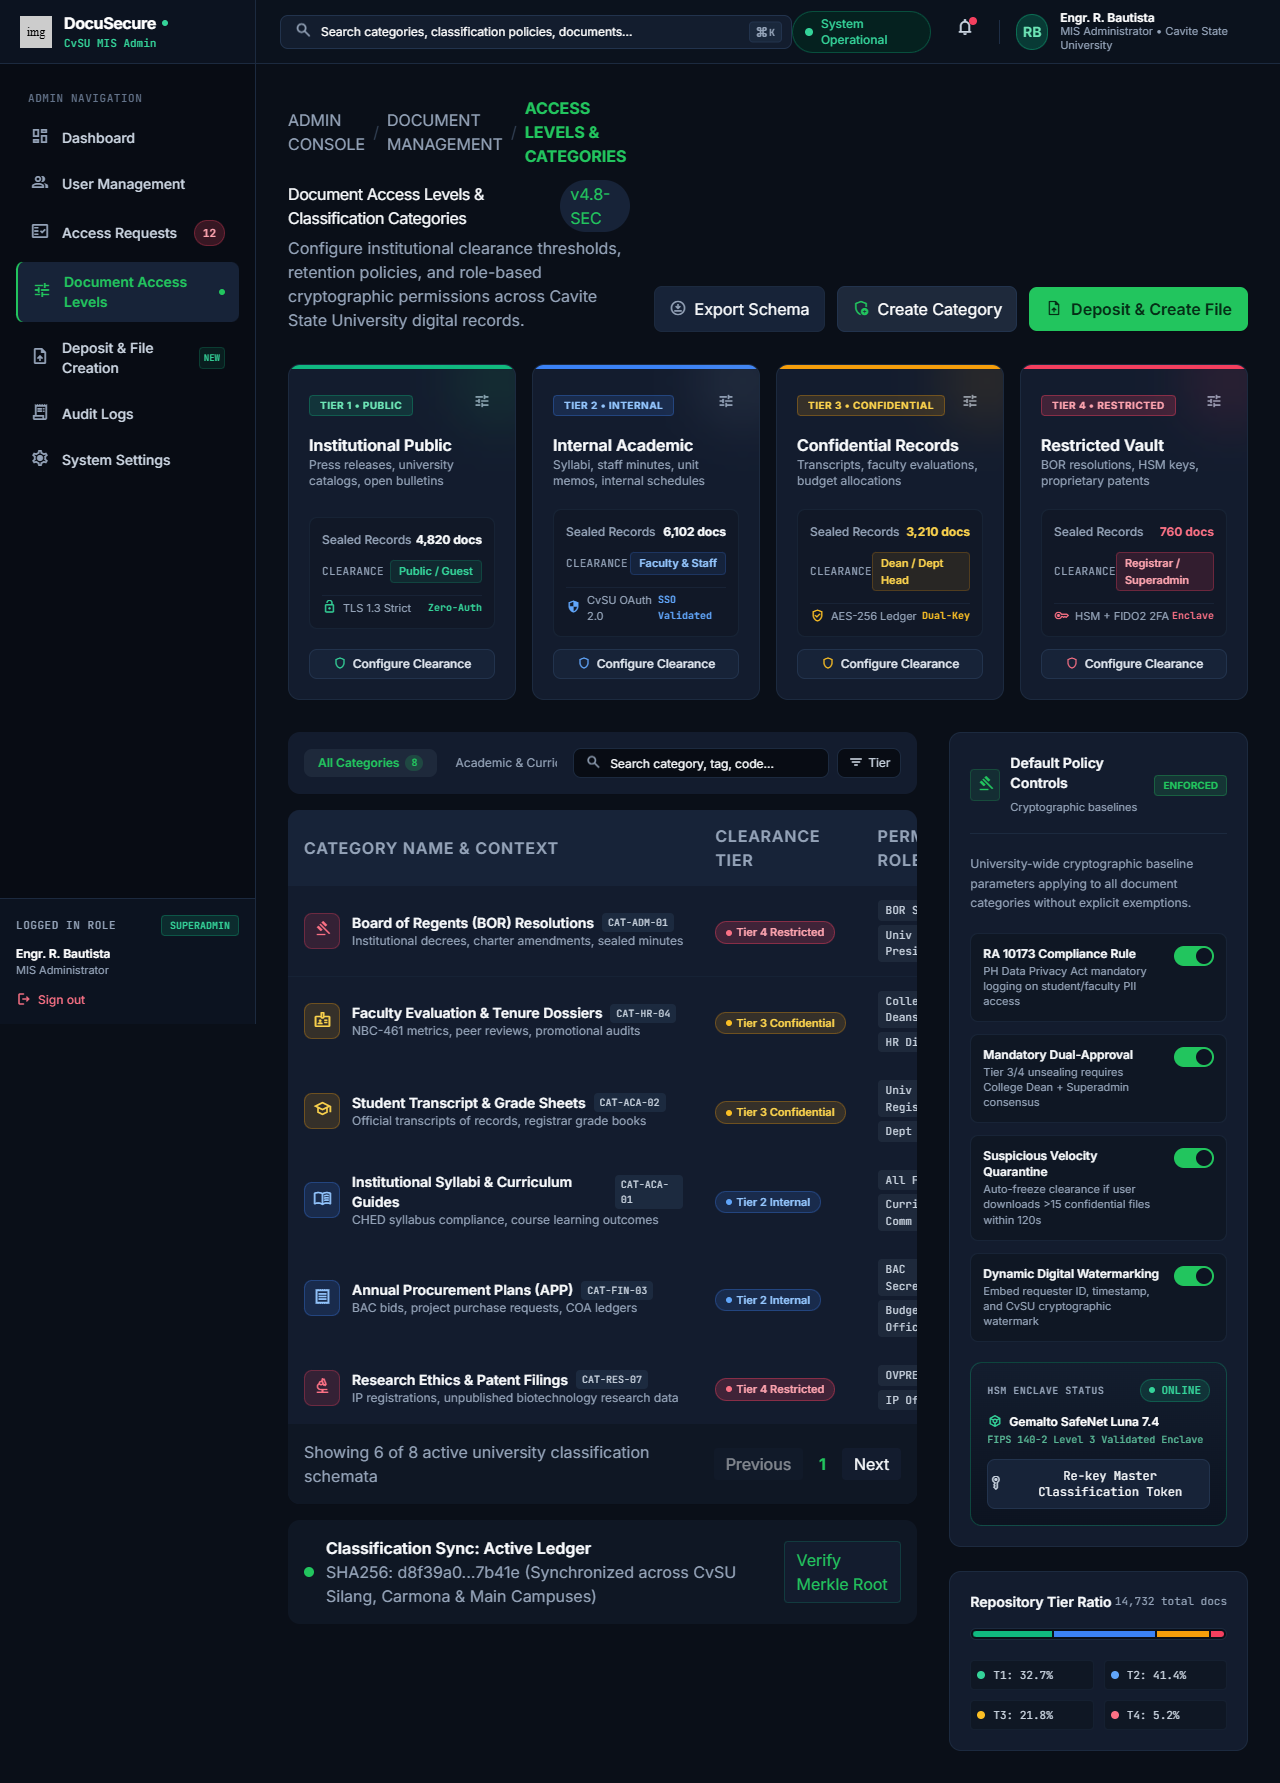 img
DocuSecure
CvSU MIS Admin
Search categories, classification policies, documents...
⌘K
System
Operational
RB
Engr. R. Bautista
MIS Administrator • Cavite State
University
ADMIN NAVIGATION
Dashboard
User Management
Access Requests
12
Document Access
Levels
Deposit & File
Creation
NEW
Audit Logs
System Settings
LOGGED IN ROLE
SUPERADMIN
Engr. R. Bautista
MIS Administrator
Sign out
ADMIN
CONSOLE
/
DOCUMENT
MANAGEMENT
/
ACCESS
LEVELS &
CATEGORIES
Document Access Levels &
Classification Categories
v4.8-
SEC
Configure institutional clearance thresholds,
retention policies, and role-based
cryptographic permissions across Cavite
State University digital records.
Export Schema
Create Category
Deposit & Create File
TIER 1 • PUBLIC
Institutional Public
Press releases, university
catalogs, open bulletins
Sealed Records
4,820 docs
CLEARANCE
Public / Guest
TLS 1.3 Strict
Zero-Auth
Configure Clearance
TIER 2 • INTERNAL
Internal Academic
Syllabi, staff minutes, unit
memos, internal schedules
Sealed Records
6,102 docs
CLEARANCE
Faculty & Staff
CvSU OAuth
2.0
SSO
Validated
Configure Clearance
TIER 3 • CONFIDENTIAL
Confidential Records
Transcripts, faculty evaluations,
budget allocations
Sealed Records
3,210 docs
CLEARANCE
Dean / Dept
Head
AES-256 Ledger
Dual-Key
Configure Clearance
TIER 4 • RESTRICTED
Restricted Vault
BOR resolutions, HSM keys,
proprietary patents
Sealed Records
760 docs
CLEARANCE
Registrar /
Superadmin
HSM + FIDO2 2FA
Enclave
Configure Clearance
All Categories
8
Academic & Curric
Search category, tag, code...
Tier
CATEGORY NAME & CONTEXT
CLEARANCE
TIER
PERM
ROLE
Board of Regents (BOR) Resolutions
CAT-ADM-01
Institutional decrees, charter amendments, sealed minutes
Tier 4 Restricted
BOR S
Univ
Presi
Faculty Evaluation & Tenure Dossiers
CAT-HR-04
NBC-461 metrics, peer reviews, promotional audits
Tier 3 Confidential
Colle
Deans
HR Di
Student Transcript & Grade Sheets
CAT-ACA-02
Official transcripts of records, registrar grade books
Tier 3 Confidential
Univ
Regis
Dept
Institutional Syllabi & Curriculum
Guides
CAT-ACA-
01
CHED syllabus compliance, course learning outcomes
Tier 2 Internal
All F
Curri
Comm
Annual Procurement Plans (APP)
CAT-FIN-03
BAC bids, project purchase requests, COA ledgers
Tier 2 Internal
BAC
Secre
Budge
Offic
Research Ethics & Patent Filings
CAT-RES-07
IP registrations, unpublished biotechnology research data
Tier 4 Restricted
OVPRE
IP Of
Showing 6 of 8 active university classification
schemata
Previous
1
Next
Classification Sync: Active Ledger
SHA256: d8f39a0...7b41e (Synchronized across CvSU
Silang, Carmona & Main Campuses)
Verify
Merkle Root
Default Policy
Controls
Cryptographic baselines
ENFORCED
University-wide cryptographic baseline
parameters applying to all document
categories without explicit exemptions.
RA 10173 Compliance Rule
PH Data Privacy Act mandatory
logging on student/faculty PII
access
Mandatory Dual-Approval
Tier 3/4 unsealing requires
College Dean + Superadmin
consensus
Suspicious Velocity
Quarantine
Auto-freeze clearance if user
downloads >15 confidential files
within 120s
Dynamic Digital Watermarking
Embed requester ID, timestamp,
and CvSU cryptographic
watermark
HSM ENCLAVE STATUS
ONLINE
Gemalto SafeNet Luna 7.4
FIPS 140-2 Level 3 Validated Enclave
Re-key Master
Classification Token
Repository Tier Ratio
14,732 total docs
T1: 32.7%
T2: 41.4%
T3: 21.8%
T4: 5.2%